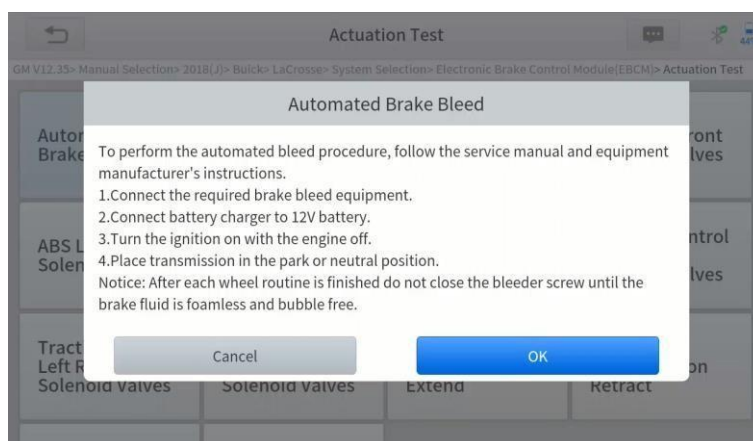 Actuation Test
GM V12.35> Manual Selection> 2018(J)> Buick> LaCrosse> System Selection> Electronic Brake Control Module(EBCM)> Actuation Test
Automated Brake Bleed
To perform the automated bleed procedure, follow the service manual and equipment
manufacturer's instructions.
1.Connect the required brake bleed equipment.
2.Connect battery charger to 12V battery.
3.Turn the ignition on with the engine off.
4.Place transmission in the park or neutral position.
Notice: After each wheel routine is finished do not close the bleeder screw until the
brake fluid is foamless and bubble free.
Cancel
OK
Brake
ABS L
Left R
Solenoid Valves
Solenoid Valves
Extend
Retract